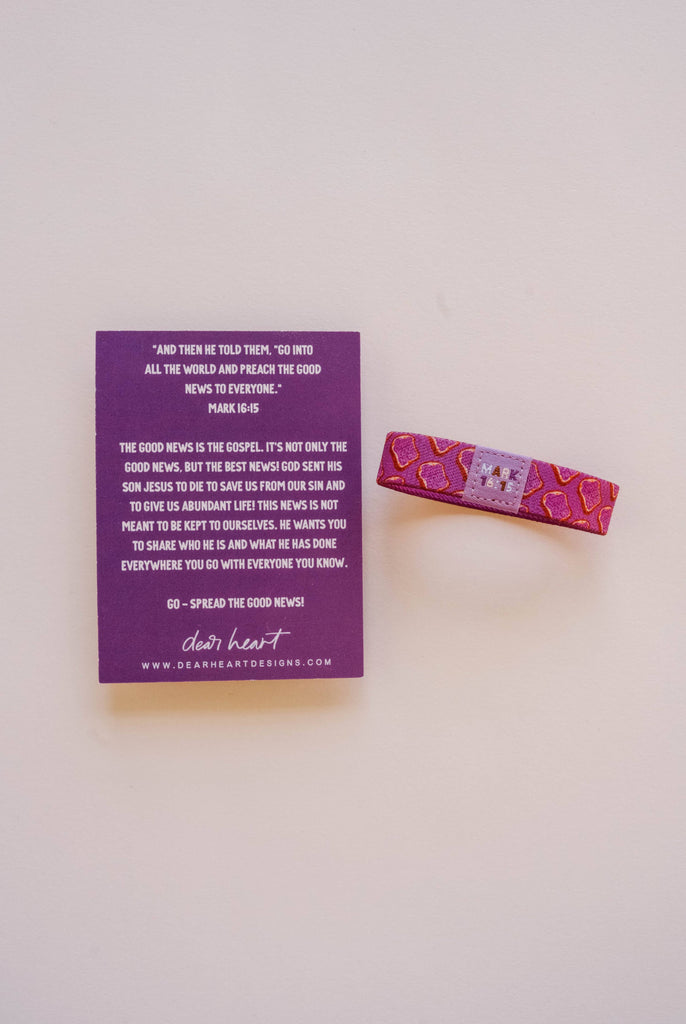 "AND THEN HE TOLD THEM, "GO INTO
ALL THE WORLD AND PREACH THE GOOD
NEWS TO EVERYONE."
MARK 16:15
THE GOOD NEWS IS THE GOSPEL. IT'S NOT ONLY THE
GOOD NEWS, BUT THE BEST NEWS! GOD SENT HIS
SON JESUS TO DIE TO SAVE US FROM OUR SIN AND
TO GIVE US ABUNDANT LIFE! THIS NEWS IS NOT
MEANT TO BE KEPT TO OURSELVES. HE WANTS YOU
TO SHARE WHO HE IS AND WHAT HE HAS DONE
EVERYWHERE YOU GO WITH EVERYONE YOU KNOW.
GO – SPREAD THE GOOD NEWS!
dear heart
WWW.DEARHEARTDESIGNS.COM
MARK
16:15